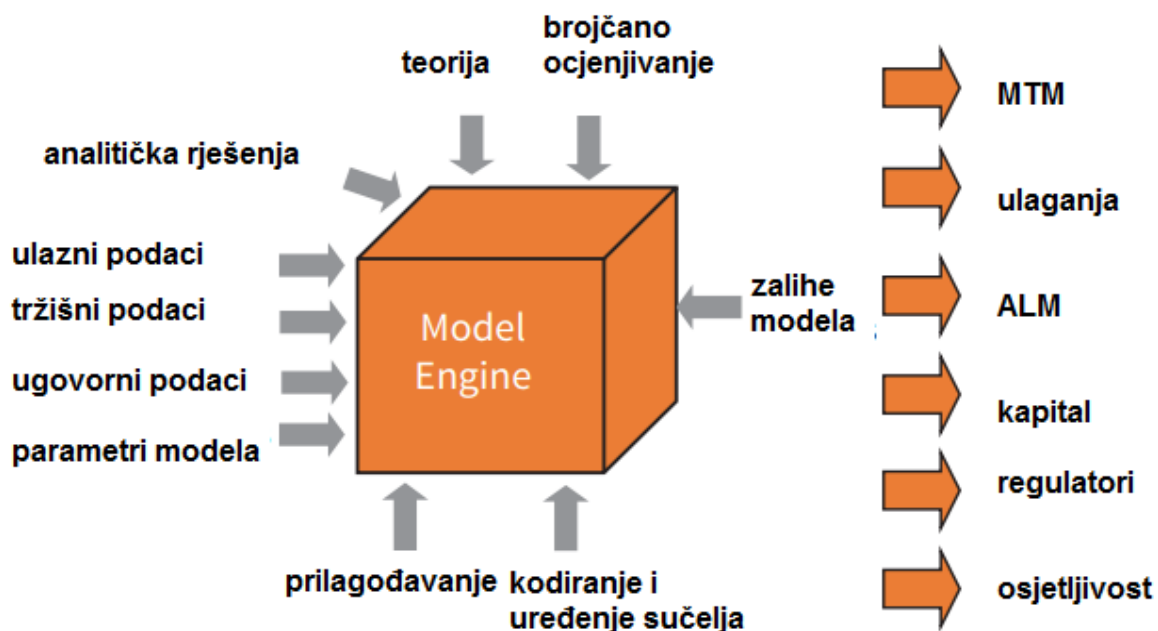 brojčano
ocjenjivanje
teorija
analitička rješenja
ulazni podaci
tržišni podaci
ugovorni podaci
parametri modela
Model
Engine
zalihe
modela
prilagođavanje
kodiranje i
uređenje sučelja
MTM
ulaganja
ALM
kapital
regulatori
osjetljivost